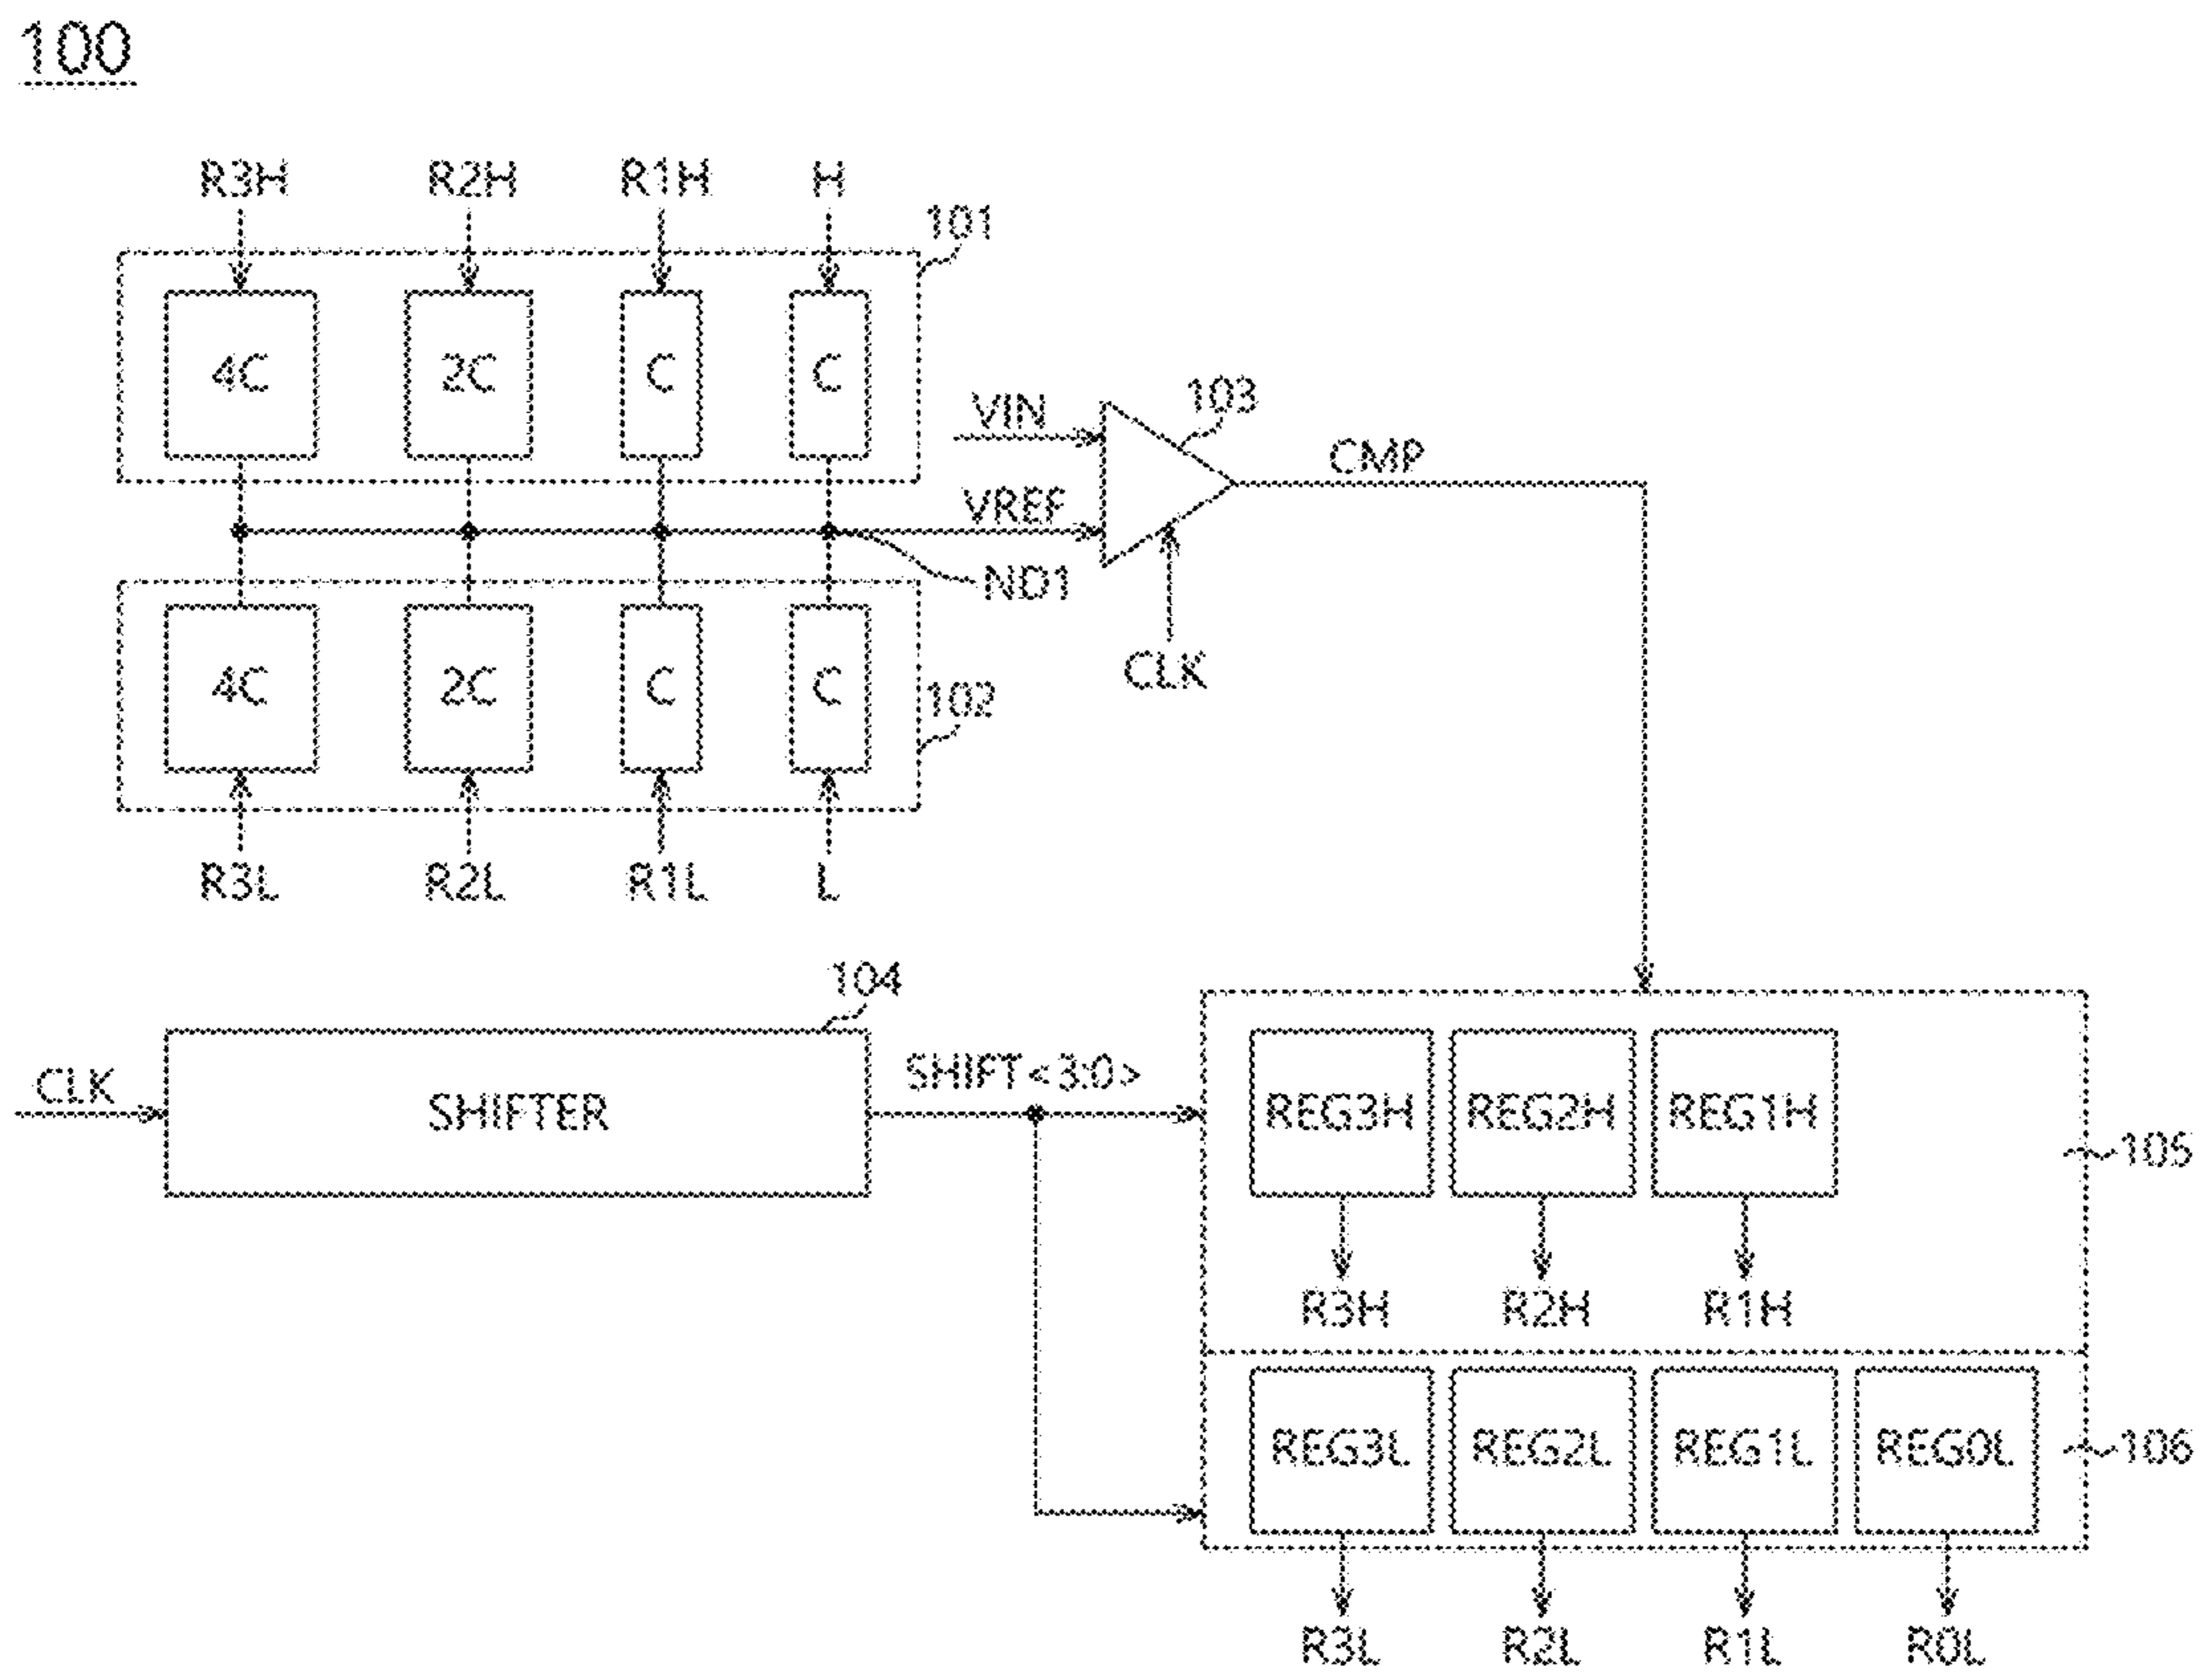 100
R3H R2H R1H H
101
4C 2C C C
VIN
103
CMP
VREF
ND1
CLK
4C 2C C C
102
R3L R2L R1L L
104
CLK
SHIFTER
SHIFT<3:0>
REG3H REG2H REG1H
105
R3H R2H R1H
REG3L REG2L REG1L REG0L
106
R3L R2L R1L R0L